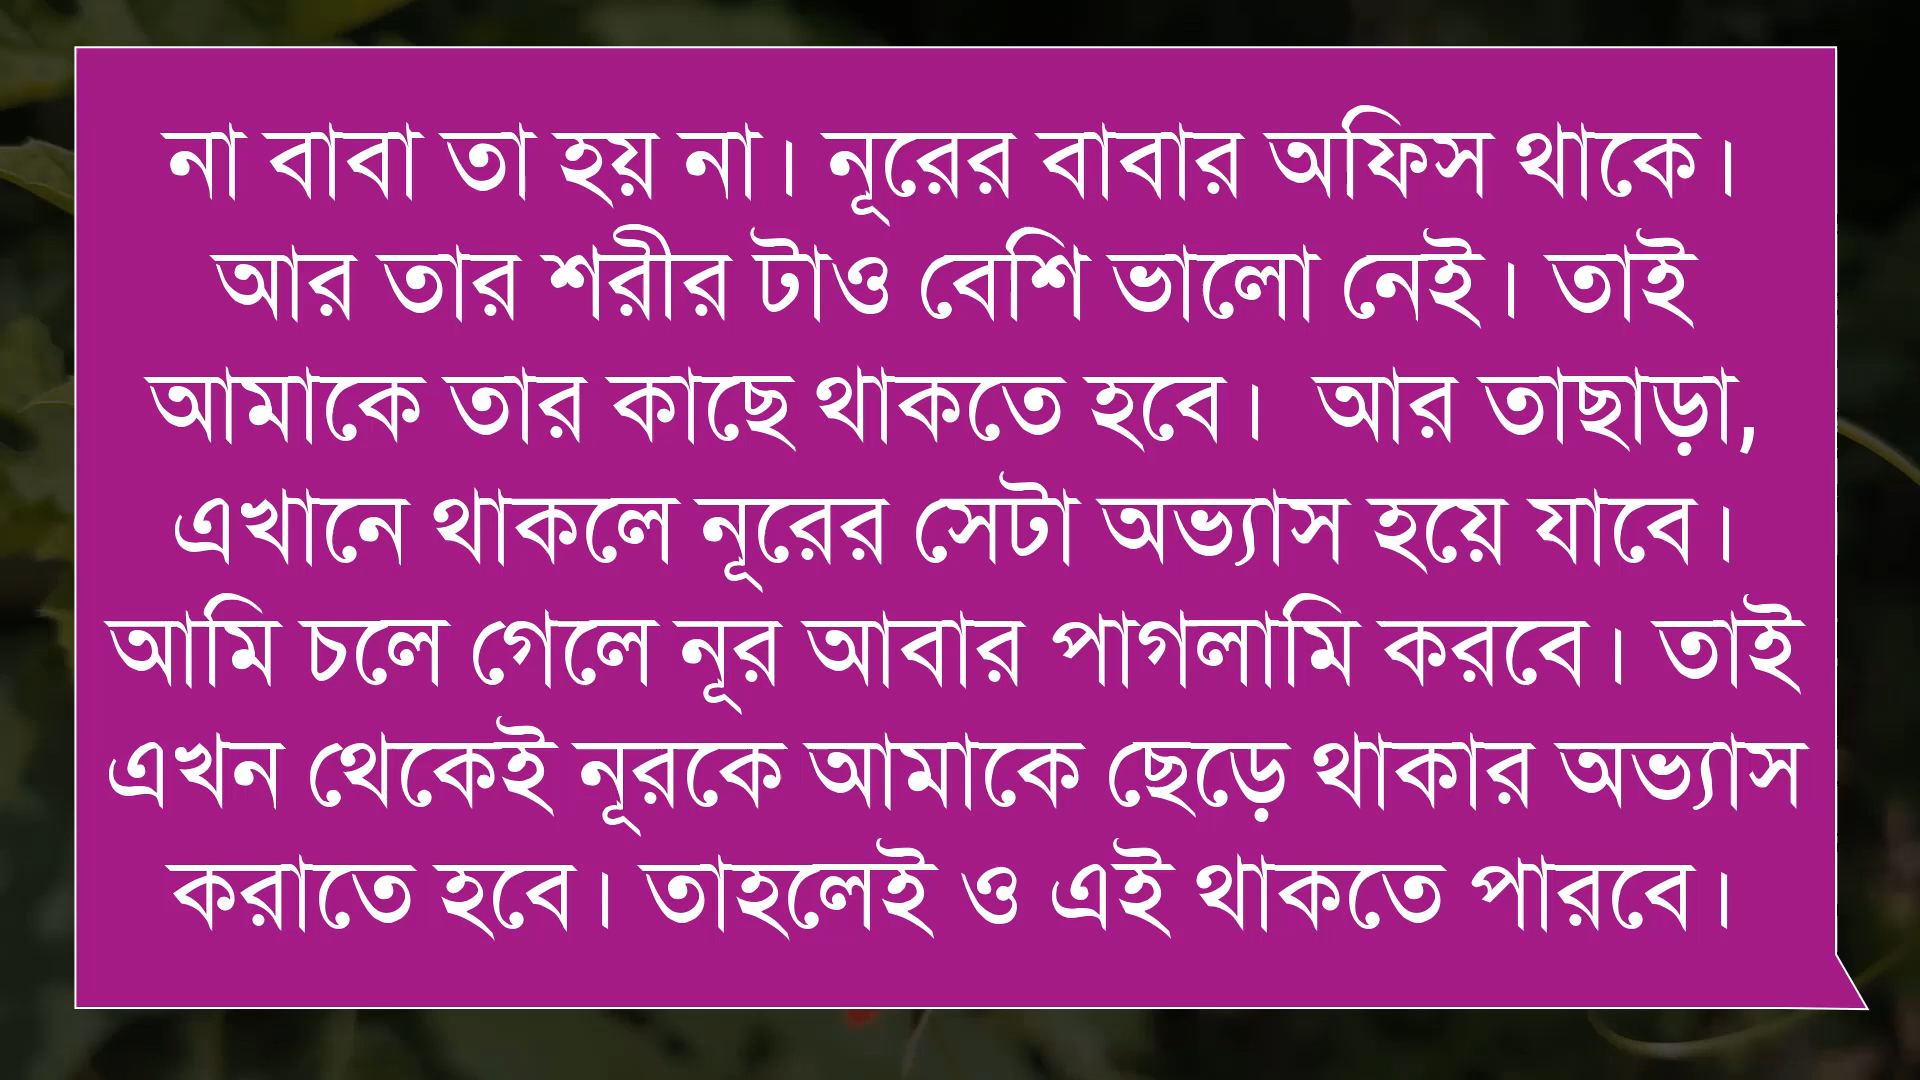 না বাবা তা হয় না। নূরের বাবার অফিস থাকে।
আর তার শরীর টাও বেশি ভালো নেই। তাই
আমাকে তার কাছে থাকতে হবে।  আর তাছাড়া,
এখানে থাকলে নূরের সেটা অভ্যাস হয়ে যাবে।
আমি চলে গেলে নূর আবার পাগলামি করবে। তাই
এখন থেকেই নূরকে আমাকে ছেড়ে থাকার অভ্যাস
করাতে হবে। তাহলেই ও এই থাকতে পারবে।